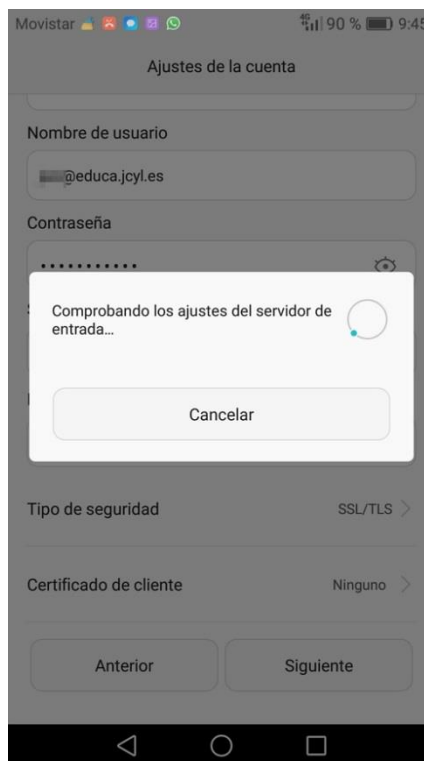 Movistar 4G 90 % 9:45
Ajustes de la cuenta
Nombre de usuario
@educa.jcyl.es
Contraseña
•••••••••••
Comprobando los ajustes del servidor de
entrada...
Cancelar
Tipo de seguridad SSL/TLS
Certificado de cliente Ninguno
Anterior Siguiente